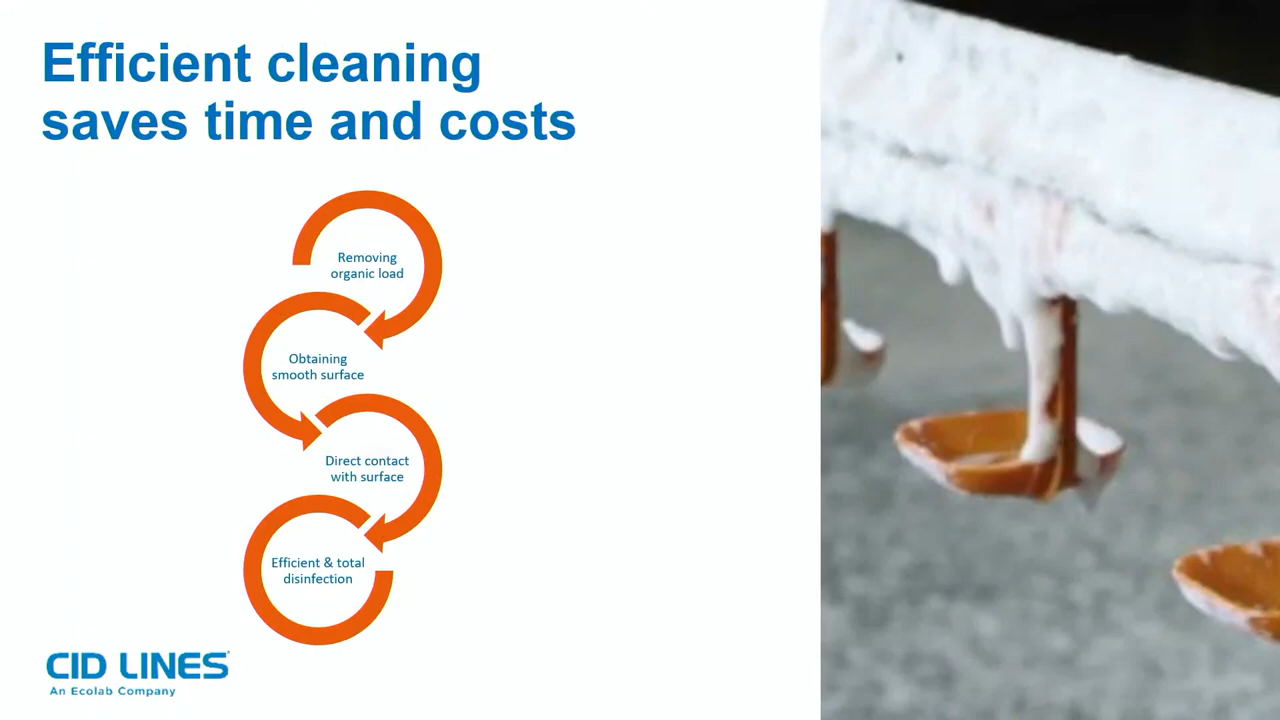 Efficient cleaning
saves time and costs
Removing
organic load
Obtaining
smooth surface
Direct contact
with surface
Efficient & total
disinfection
CID LINES
An Ecolab Company